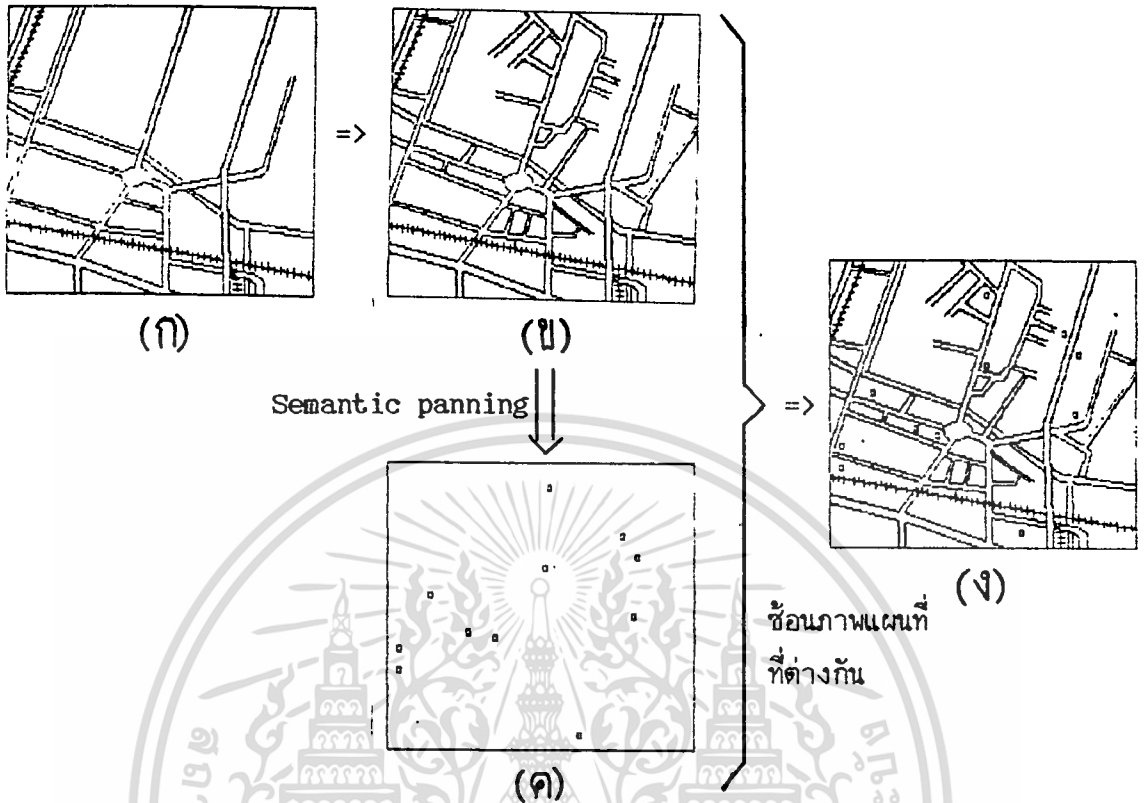 =>
(ก)
(ข)
Semantic panning
=>
(ค)
(ง)
ซ้อนภาพแผนที่
ที่ต่างกัน